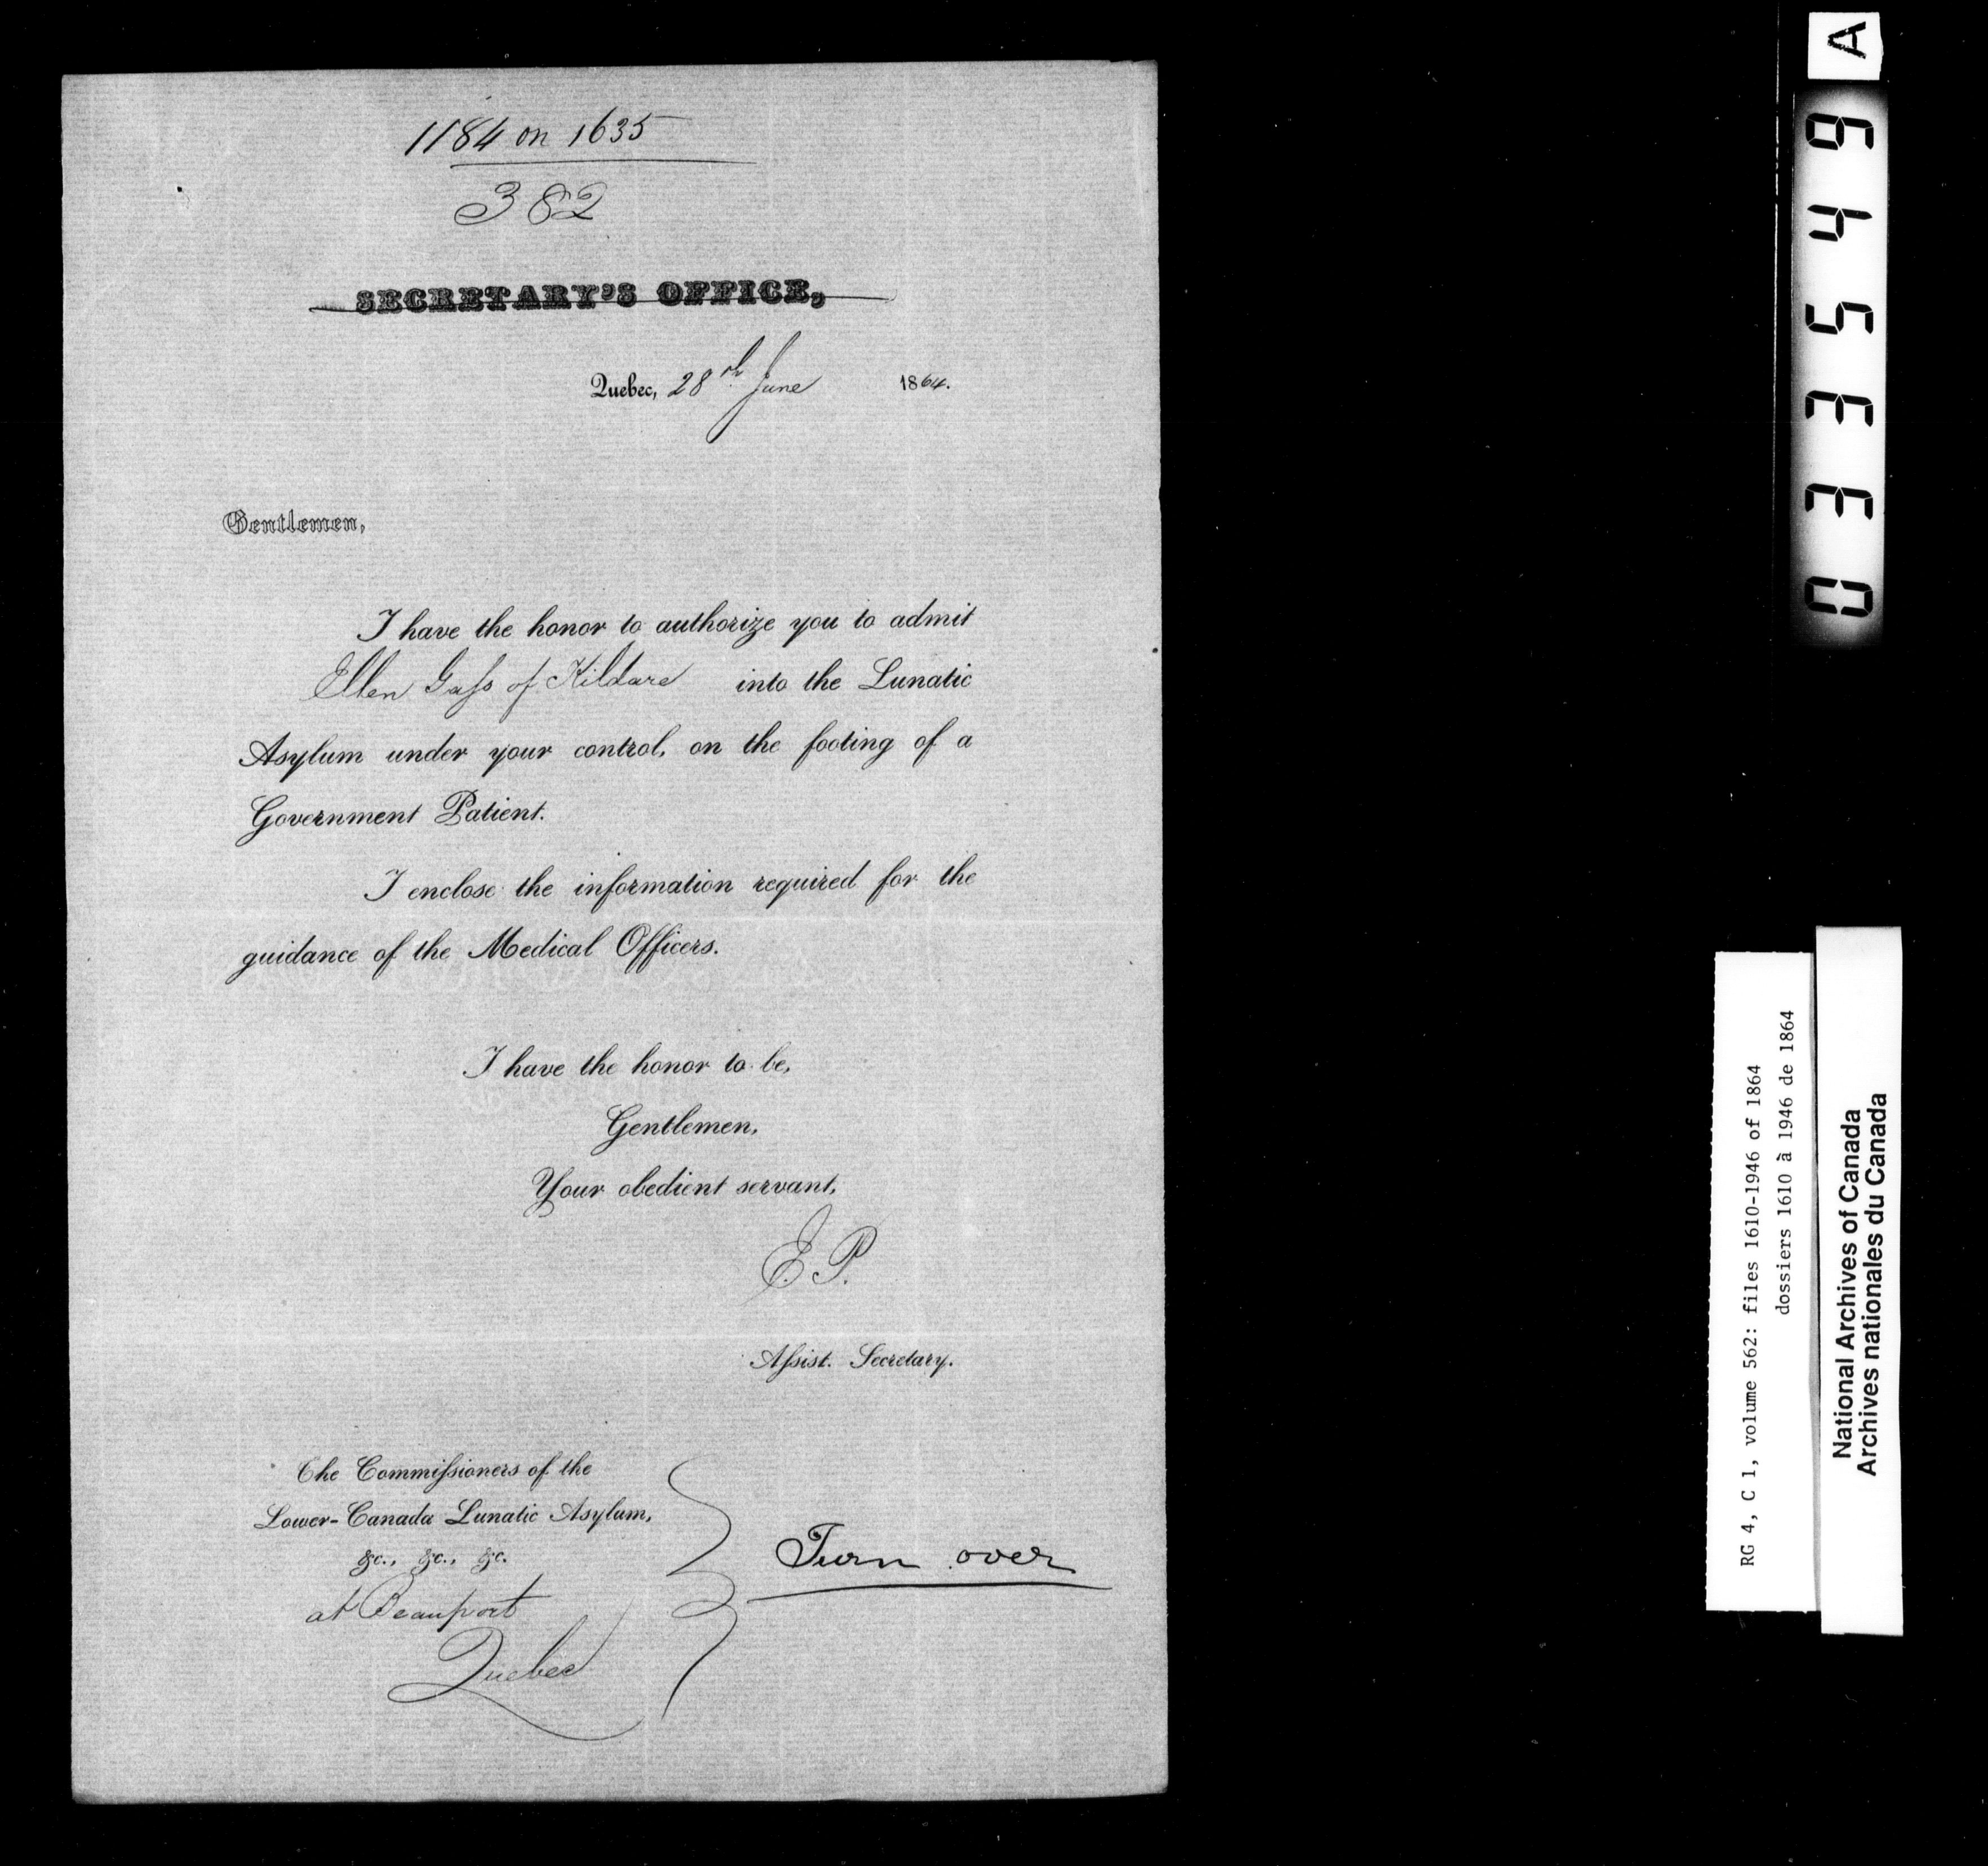 1184 on 1635
382
SECRETARY'S OFFICE,
Quebec, 28th June 1864.
Gentlemen,
I have the honor to authorize you to admit
Ellen Gass of Kildare into the Lunatic
Asylum under your control, on the footing of a
Government Patient.
I enclose the information required for the
guidance of the Medical Officers.
I have the honor to be,
Gentlemen,
Your obedient servant,
E.P.
Assist. Secretary.
The Commissioners of the
Lower-Canada Lunatic Asylum,
&c., &c., &c.
at Beauport
Quebec
Turn over
A
033549
RG 4, C 1, volume 562: files 1610-1946 of 1864
dossiers 1610 à 1946 de 1864
National Archives of Canada
Archives nationales du Canada